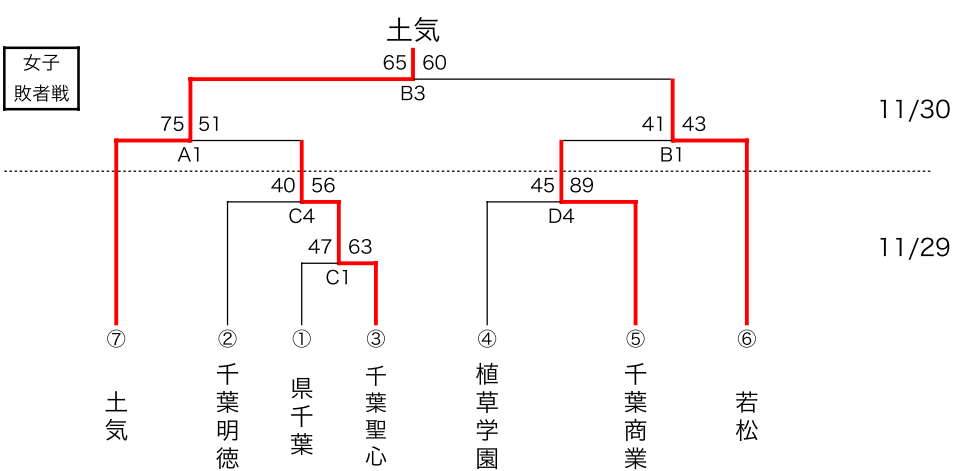 土気
女子
敗者戦
65 60
B3
11/30
75 51
41 43
A1
B1
40 56
45 89
C4
D4
47 63
11/29
C1
⑦ ② ① ③ ④ ⑤ ⑥
土気
千葉明徳
県千葉
千葉聖心
植草学園
千葉商業
若松